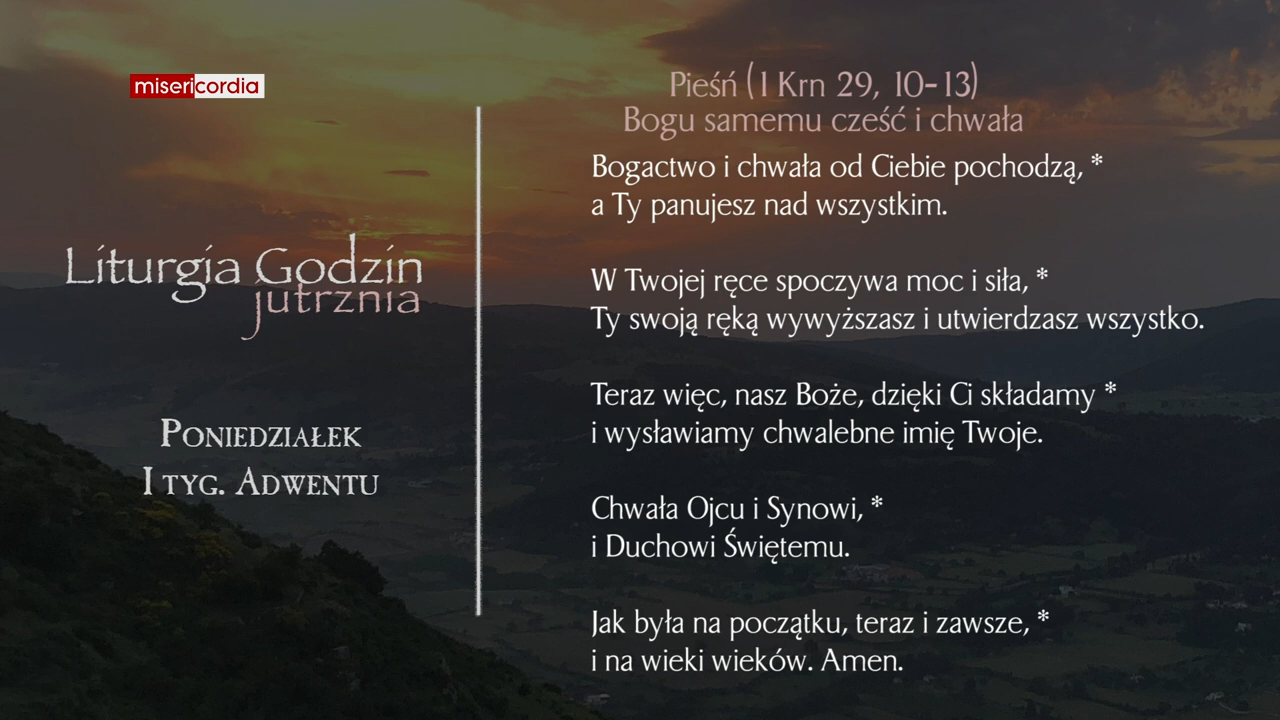 misericordia
Liturgia Godzin
jutrznia
Poniedziałek
I tyg. Adwentu
Pieśń (1 Krn 29, 10-13)
Bogu samemu cześć i chwała
Bogactwo i chwała od Ciebie pochodzą, *
a Ty panujesz nad wszystkim.
W Twojej ręce spoczywa moc i siła, *
Ty swoją ręką wywyższasz i utwierdzasz wszystko.
Teraz więc, nasz Boże, dzięki Ci składamy *
i wysławiamy chwalebne imię Twoje.
Chwała Ojcu i Synowi, *
i Duchowi Świętemu.
Jak była na początku, teraz i zawsze, *
i na wieki wieków. Amen.